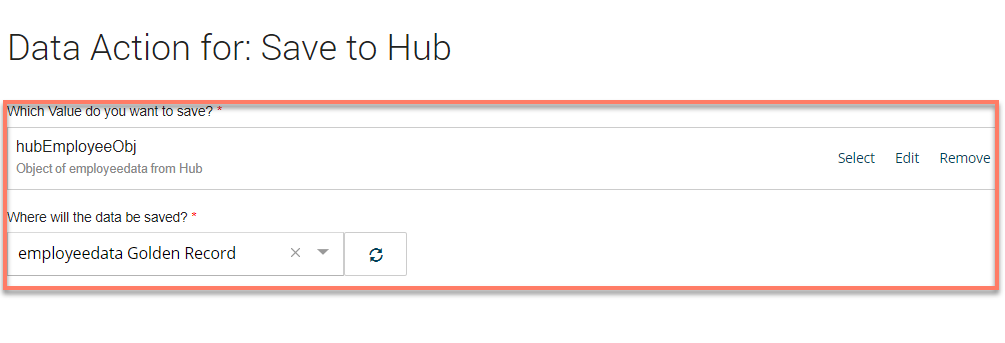 Data Action for: Save to Hub
Which Value do you want to save? *
hubEmployeeObj
Object of employeedata from Hub
Select Edit Remove
Where will the data be saved? *
employeedata Golden Record